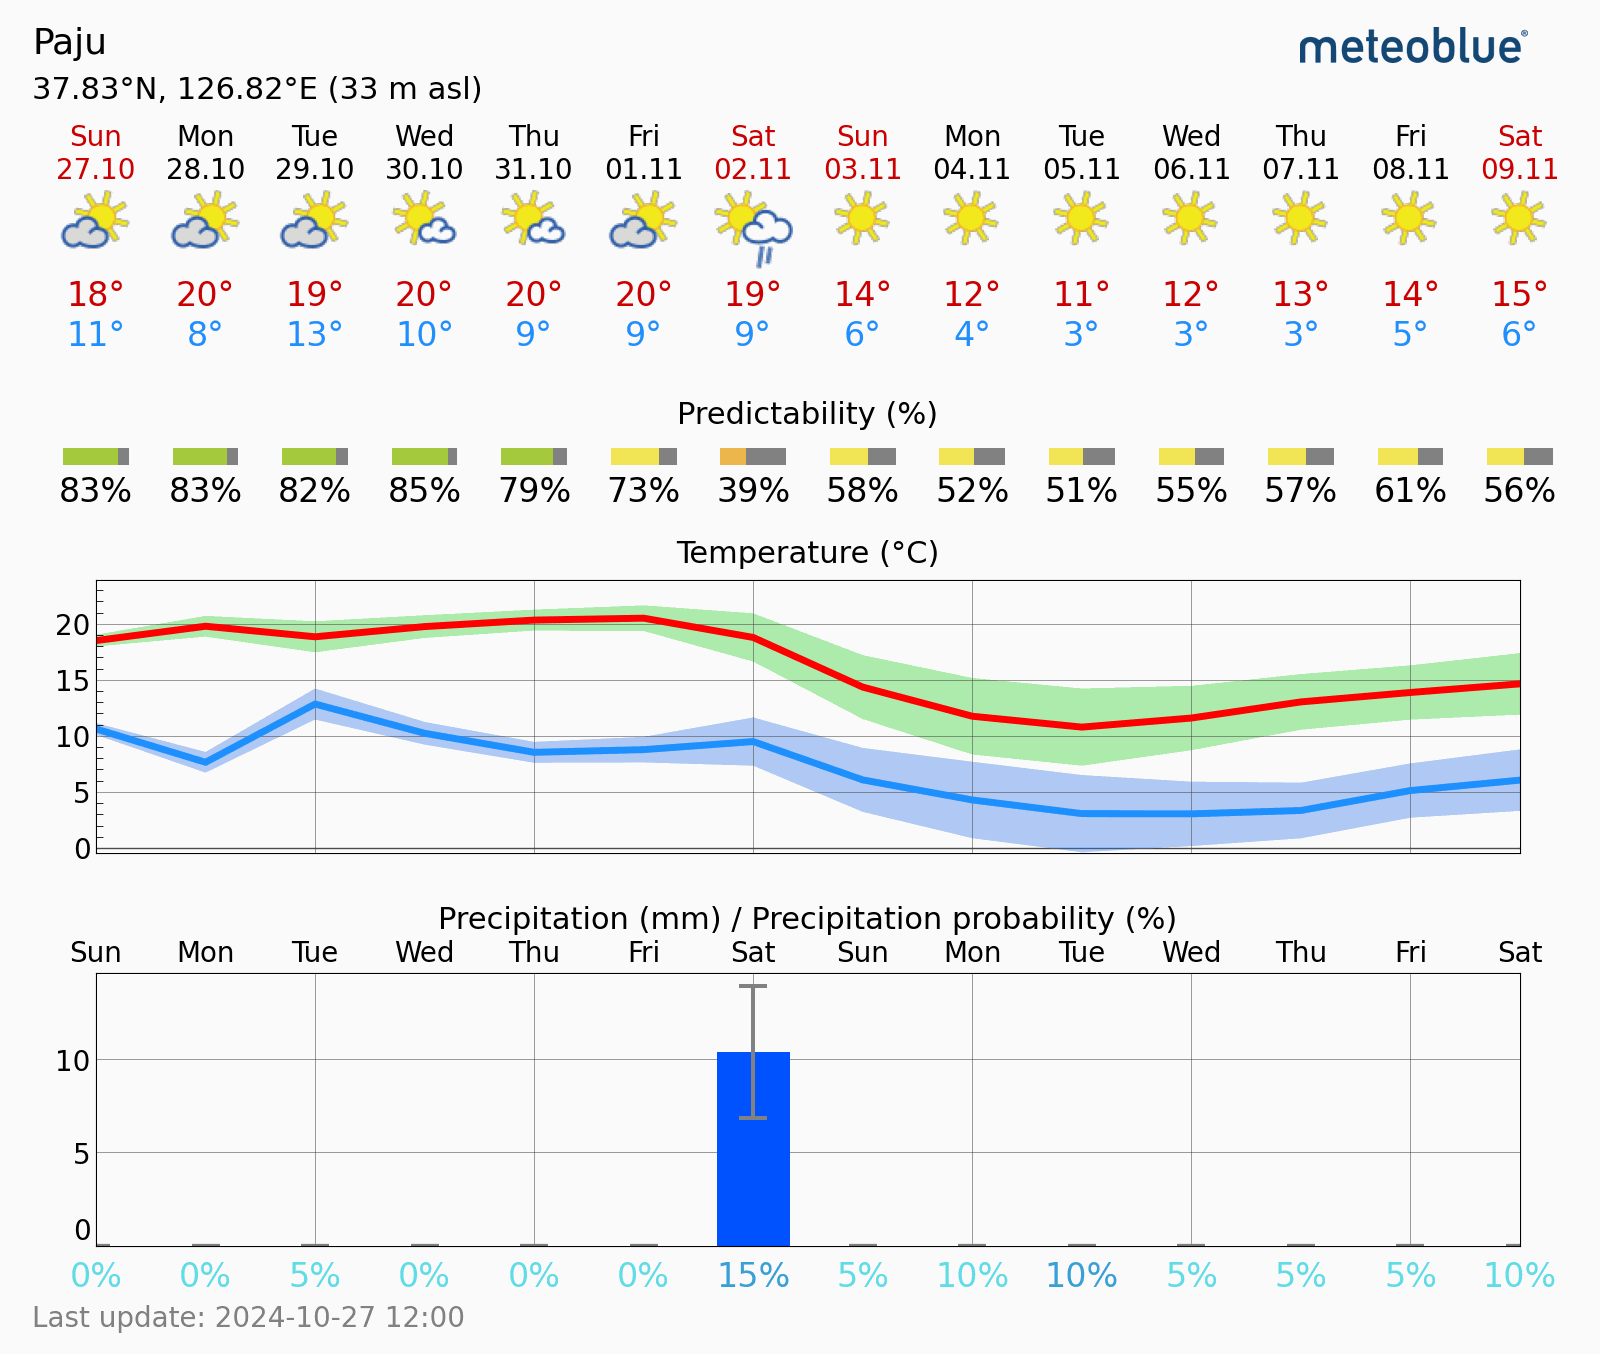 Paju
meteoblue®
37.83°N, 126.82°E (33 m asl)
Sun Mon Tue Wed Thu Fri Sat Sun Mon Tue Wed Thu Fri Sat
27.10 28.10 29.10 30.10 31.10 01.11 02.11 03.11 04.11 05.11 06.11 07.11 08.11 09.11
18° 20° 19° 20° 20° 20° 19° 14° 12° 11° 12° 13° 14° 15°
11° 8° 13° 10° 9° 9° 9° 6° 4° 3° 3° 3° 5° 6°
Predictability (%)
83% 83% 82% 85% 79% 73% 39% 58% 52% 51% 55% 57% 61% 56%
Temperature (°C)
20
15
10
5
0
Precipitation (mm) / Precipitation probability (%)
Sun Mon Tue Wed Thu Fri Sat Sun Mon Tue Wed Thu Fri Sat
10
5
0
0% 0% 5% 0% 0% 0% 15% 5% 10% 10% 5% 5% 5% 10%
Last update: 2024-10-27 12:00